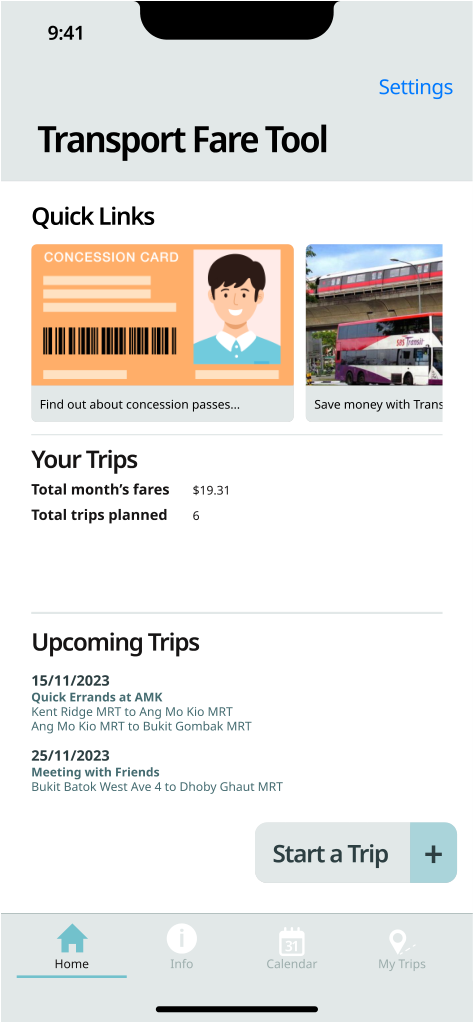 9:41
Settings
Transport Fare Tool
Quick Links
CONCESSION CARD
SBS Transit
Find out about concession passes...
Save money with Trans
Your Trips
Total month's fares $19.31
Total trips planned 6
Upcoming Trips
15/11/2023
Quick Errands at AMK
Kent Ridge MRT to Ang Mo Kio MRT
Ang Mo Kio MRT to Bukit Gombak MRT
25/11/2023
Meeting with Friends
Bukit Batok West Ave 4 to Dhoby Ghaut MRT
Start a Trip +
31
Home Info Calendar My Trips